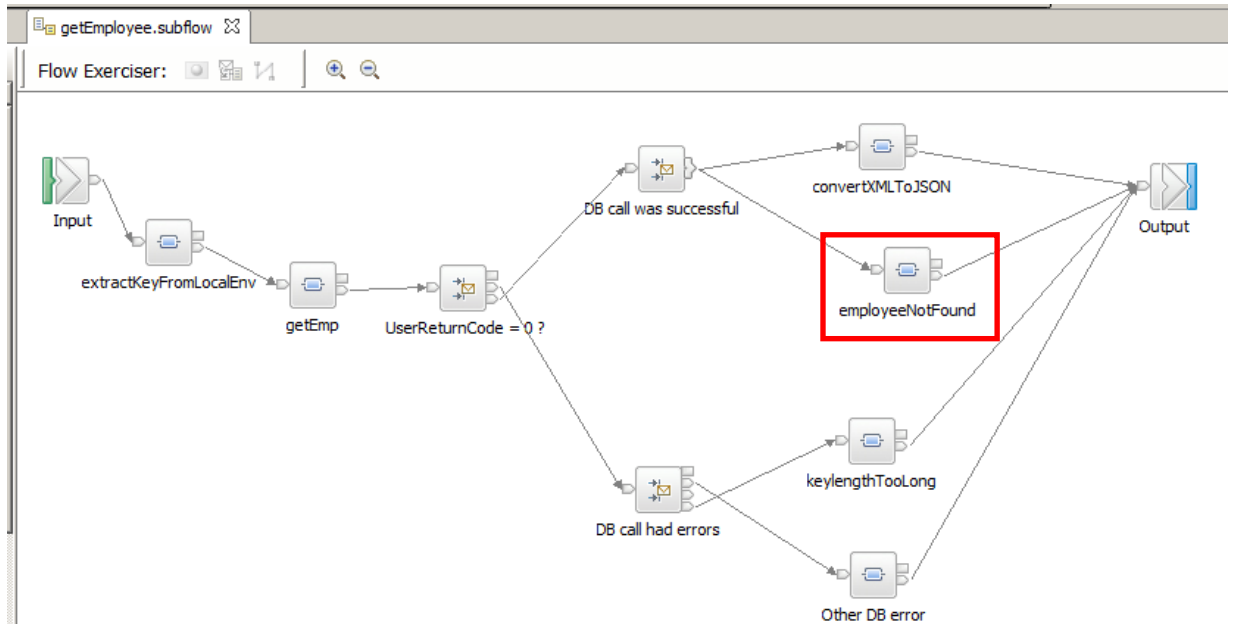 getEmployee.subflow
Flow Exerciser:
convertXMLToJSON
DB call was successful
Input
Output
extractKeyFromLocalEnv
employeeNotFound
getEmp
UserReturnCode = 0 ?
keylengthTooLong
DB call had errors
Other DB error